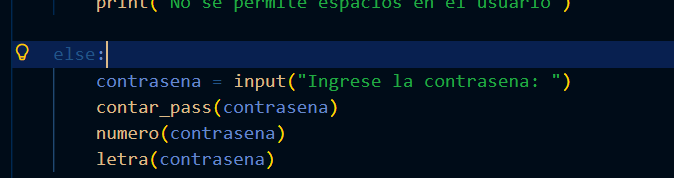 print("No se permite espacios en el usuario")
else:
contrasena = input("Ingrese la contrasena: ")
contar_pass(contrasena)
numero(contrasena)
letra(contrasena)